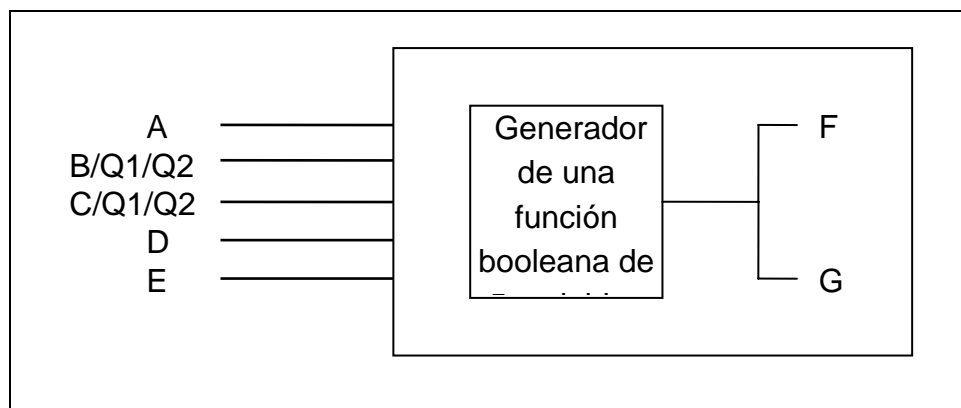 A
B/Q1/Q2
C/Q1/Q2
D
E
Generador
de una
función
booleana de
F
G